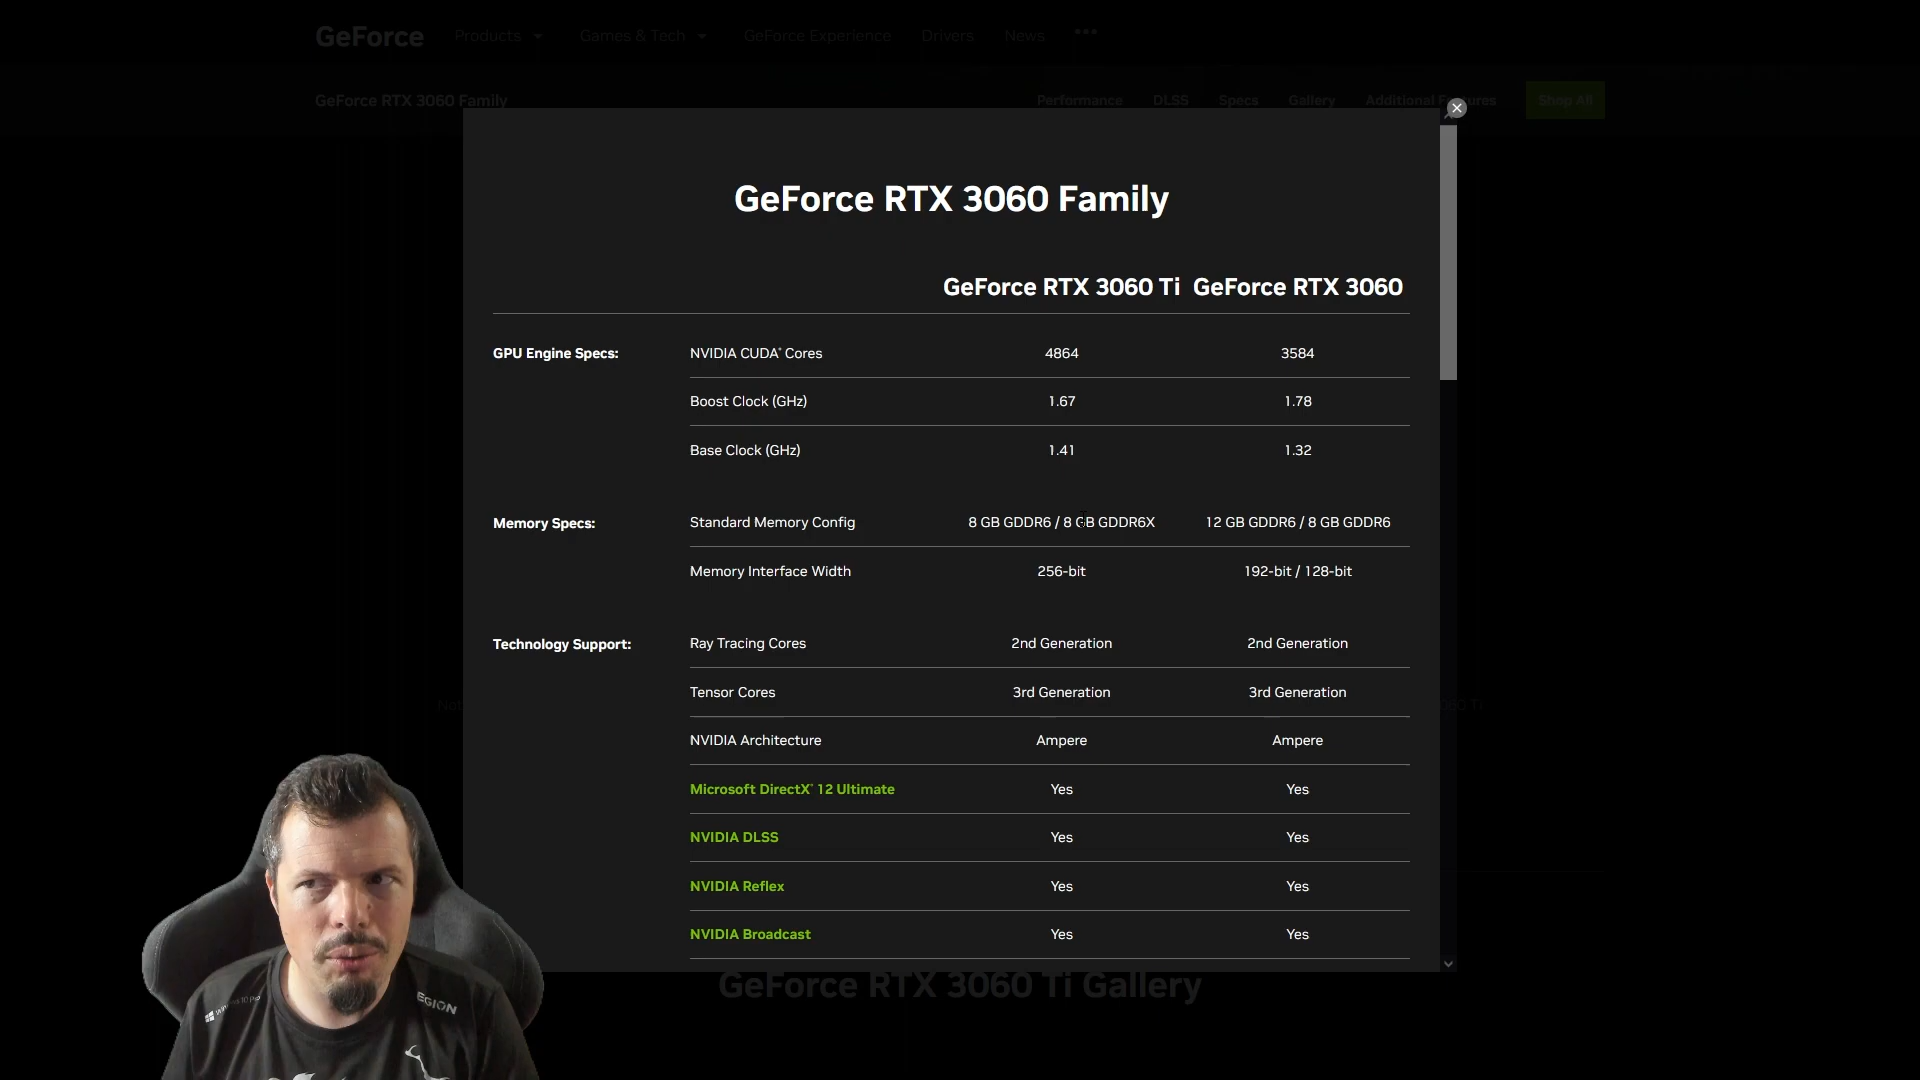 GeForce Products Games & Tech GeForce Experience Drivers News •••
GeForce RTX 3060 Family Performance DLSS Specs Gallery Additional Features Shop All
GeForce RTX 3060 Family
GeForce RTX 3060 Ti GeForce RTX 3060
GPU Engine Specs: NVIDIA CUDA® Cores 4864 3584
Boost Clock (GHz) 1.67 1.78
Base Clock (GHz) 1.41 1.32
Memory Specs: Standard Memory Config 8 GB GDDR6 / 8 GB GDDR6X 12 GB GDDR6 / 8 GB GDDR6
Memory Interface Width 256-bit 192-bit / 128-bit
Technology Support: Ray Tracing Cores 2nd Generation 2nd Generation
Tensor Cores 3rd Generation 3rd Generation
NVIDIA Architecture Ampere Ampere
Microsoft DirectX® 12 Ultimate Yes Yes
NVIDIA DLSS Yes Yes
NVIDIA Reflex Yes Yes
NVIDIA Broadcast Yes Yes
GeForce RTX 3060 Ti Gallery
Windows 10 Pro
EGION